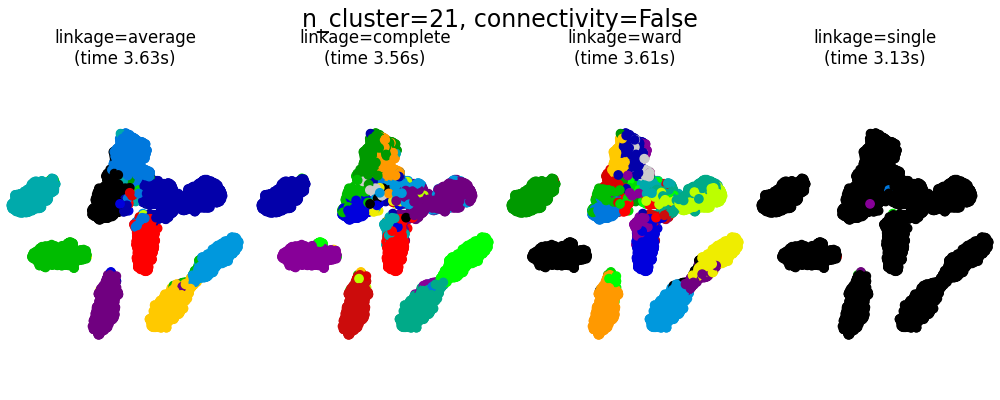 n_cluster=21, connectivity=False
linkage=average
(time 3.63s)
linkage=complete
(time 3.56s)
linkage=ward
(time 3.61s)
linkage=single
(time 3.13s)